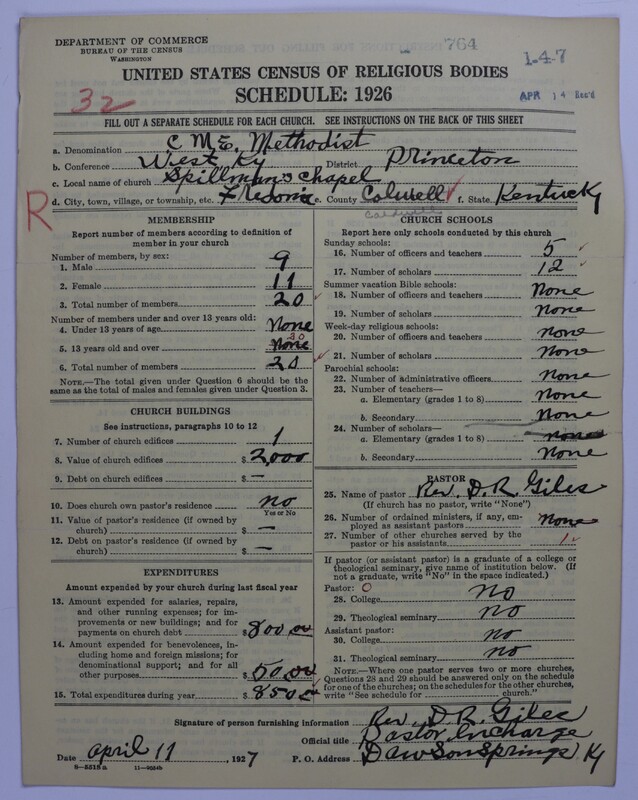 DEPARTMENT OF COMMERCE
BUREAU OF THE CENSUS
WASHINGTON
764
1-4-7
UNITED STATES CENSUS OF RELIGIOUS BODIES
SCHEDULE: 1926
32
APR 14 Rec'd
FILL OUT A SEPARATE SCHEDULE FOR EACH CHURCH. SEE INSTRUCTIONS ON THE BACK OF THIS SHEET
a. Denomination C M E. Methodist
b. Conference West Ky District Princeton
c. Local name of church Spillman's chapel
d. City, town, village, or township, etc. Fredonia e. County Calwell f. State Kentucky
Caldwell
R
MEMBERSHIP
Report number of members according to definition of
member in your church
Number of members, by sex:
1. Male 9
2. Female 11
3. Total number of members 20
Number of members under and over 13 years old:
4. Under 13 years of age None
5. 13 years old and over None 20
6. Total number of members 20
NOTE.—The total given under Question 6 should be the
same as the total of males and females given under Question 3.
CHURCH BUILDINGS
See instructions, paragraphs 10 to 12
7. Number of church edifices 1
8. Value of church edifices $ 2,000
9. Debt on church edifices $ —
10. Does church own pastor's residence no
Yes or No
11. Value of pastor's residence (if owned by
church) $ —
12. Debt on pastor's residence (if owned by
church) $ —
EXPENDITURES
Amount expended by your church during last fiscal year
13. Amount expended for salaries, repairs,
and other running expenses; for im-
provements or new buildings; and for
payments on church debt $ 800.00
14. Amount expended for benevolences, in-
cluding home and foreign missions; for
denominational support; and for all
other purposes $ 50.00
15. Total expenditures during year $ 850
CHURCH SCHOOLS
Report here only schools conducted by this church
Sunday schools:
16. Number of officers and teachers 5
17. Number of scholars 12
Summer vacation Bible schools:
18. Number of officers and teachers None
19. Number of scholars None
Week-day religious schools:
20. Number of officers and teachers None
21. Number of scholars None
Parochial schools:
22. Number of administrative officers None
23. Number of teachers—
a. Elementary (grades 1 to 8) None
b. Secondary None
24. Number of scholars—
a. Elementary (grades 1 to 8) none
b. Secondary None
PASTOR
25. Name of pastor Rev. D. R. Giles
(If church has no pastor, write "None")
26. Number of ordained ministers, if any, em-
ployed as assistant pastors None
27. Number of other churches served by the
pastor or his assistants 1
If pastor (or assistant pastor) is a graduate of a college or
theological seminary, give name of institution below. (If
not a graduate, write "No" in the space indicated.)
Pastor: 0
28. College No
29. Theological seminary No
Assistant pastor:
30. College no
31. Theological seminary no
NOTE.—Where one pastor serves two or more churches,
Questions 28 and 29 should be answered only on the schedule
for one of the churches; on the schedules for the other churches,
write "See schedule for church."
Signature of person furnishing information Rev. D. R. Giles
Official title Pastor Incharge
Date April 11, 1927 P. O. Address Dawson Springs Ky
8—5513a 11—9054b